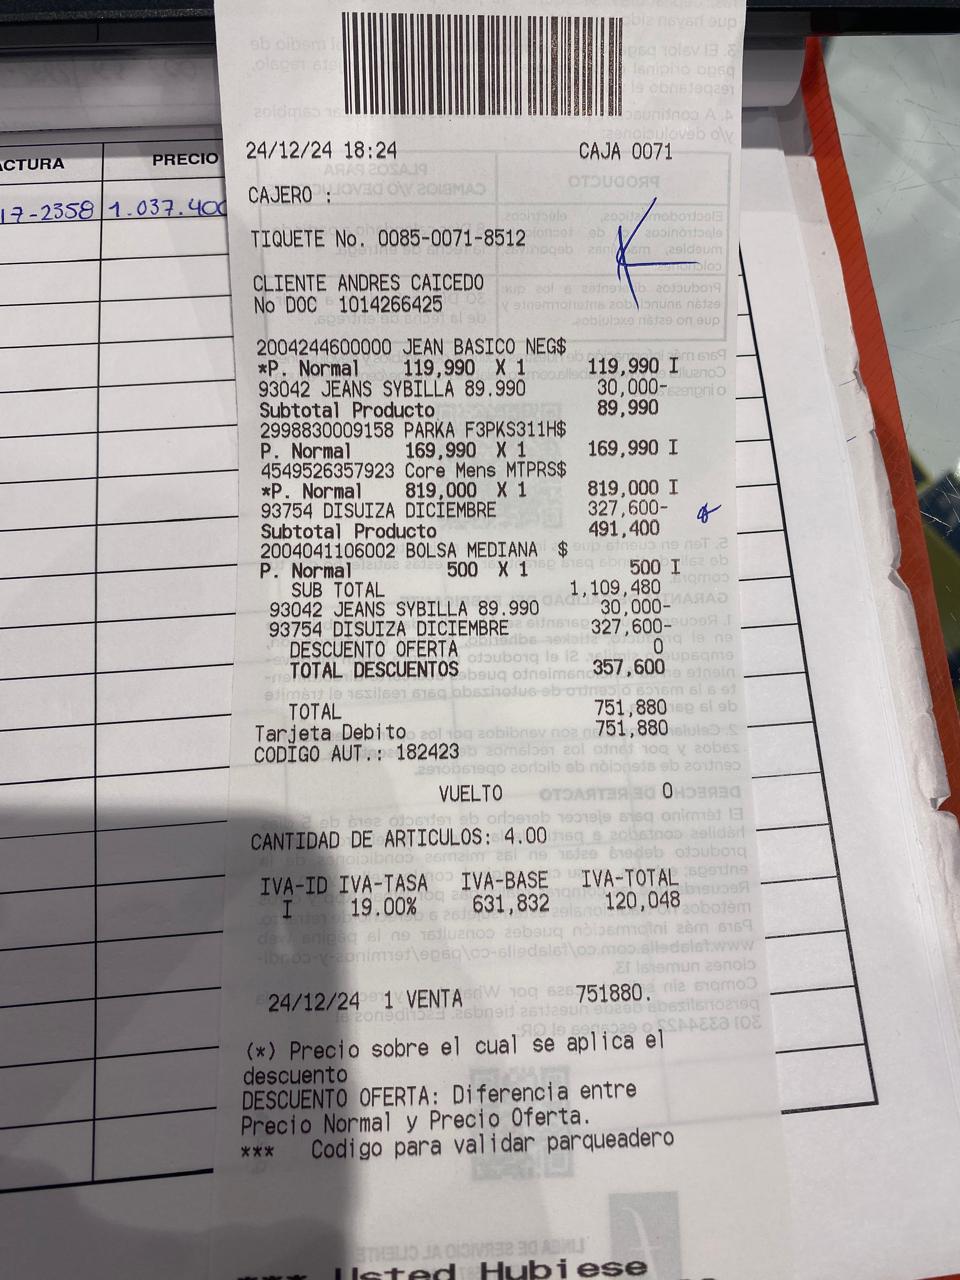 ACTURA PRECIO
17-2358 1.037.400
24/12/24 18:24 CAJA 0071
CAJERO :
TIQUETE No. 0085-0071-8512
CLIENTE ANDRES CAICEDO
No DOC 1014266425
2004244600000 JEAN BASICO NEG$
*P. Normal 119,990 X 1 119,990 I
93042 JEANS SYBILLA 89.990 30,000-
Subtotal Producto 89,990
2998830009158 PARKA F3PKS311H$
P. Normal 169,990 X 1 169,990 I
4549526357923 Core Mens MTPRS$
*P. Normal 819,000 X 1 819,000 I
93754 DISUIZA DICIEMBRE 327,600-
Subtotal Producto 491,400
2004041106002 BOLSA MEDIANA $
P. Normal 500 X 1 500 I
SUB TOTAL 1,109,480
93042 JEANS SYBILLA 89.990 30,000-
93754 DISUIZA DICIEMBRE 327,600-
DESCUENTO OFERTA 0
TOTAL DESCUENTOS 357,600
TOTAL 751,880
Tarjeta Debito 751,880
CODIGO AUT.: 182423
VUELTO 0
CANTIDAD DE ARTICULOS: 4.00
IVA-ID IVA-TASA IVA-BASE IVA-TOTAL
I 19.00% 631,832 120,048
24/12/24 1 VENTA 751880.
(*) Precio sobre el cual se aplica el
descuento
DESCUENTO OFERTA: Diferencia entre
Precio Normal y Precio Oferta.
*** Codigo para validar parqueadero
*** Usted Hubiese